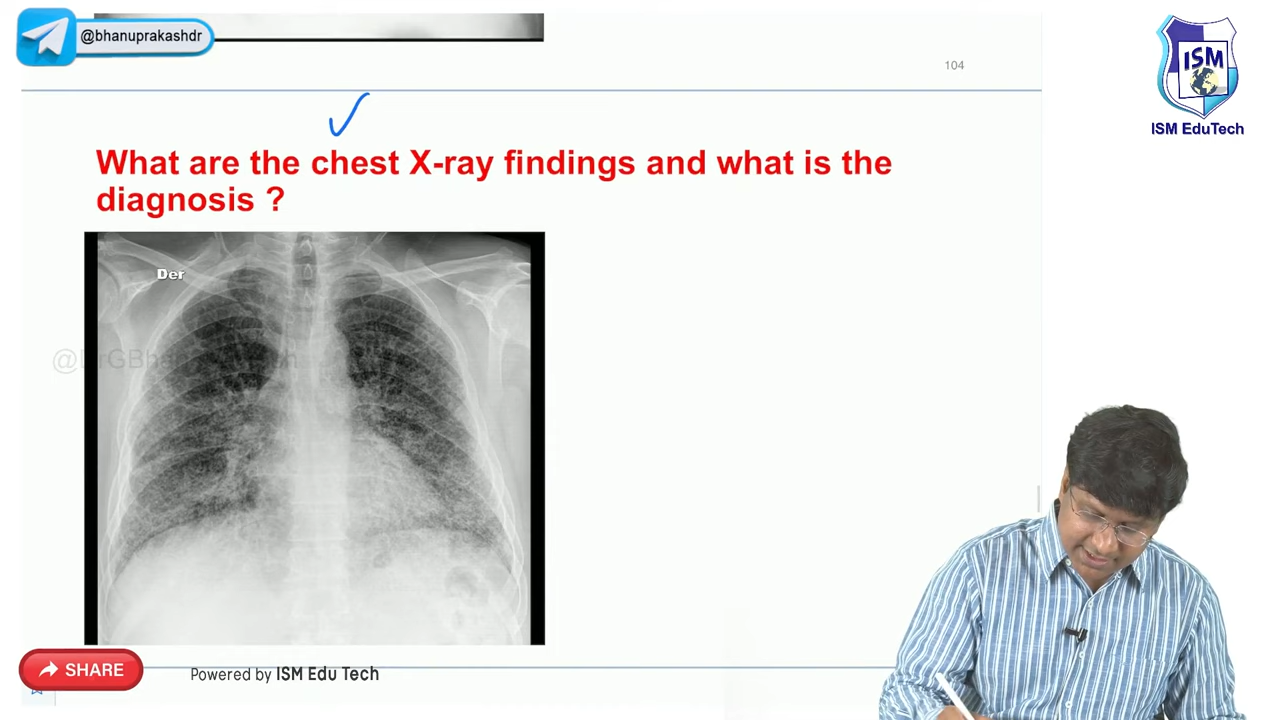 @bhanuprakashdr
104
ISM
ISM EduTech
What are the chest X-ray findings and what is the
diagnosis ?
Der
SHARE
Powered by ISM Edu Tech